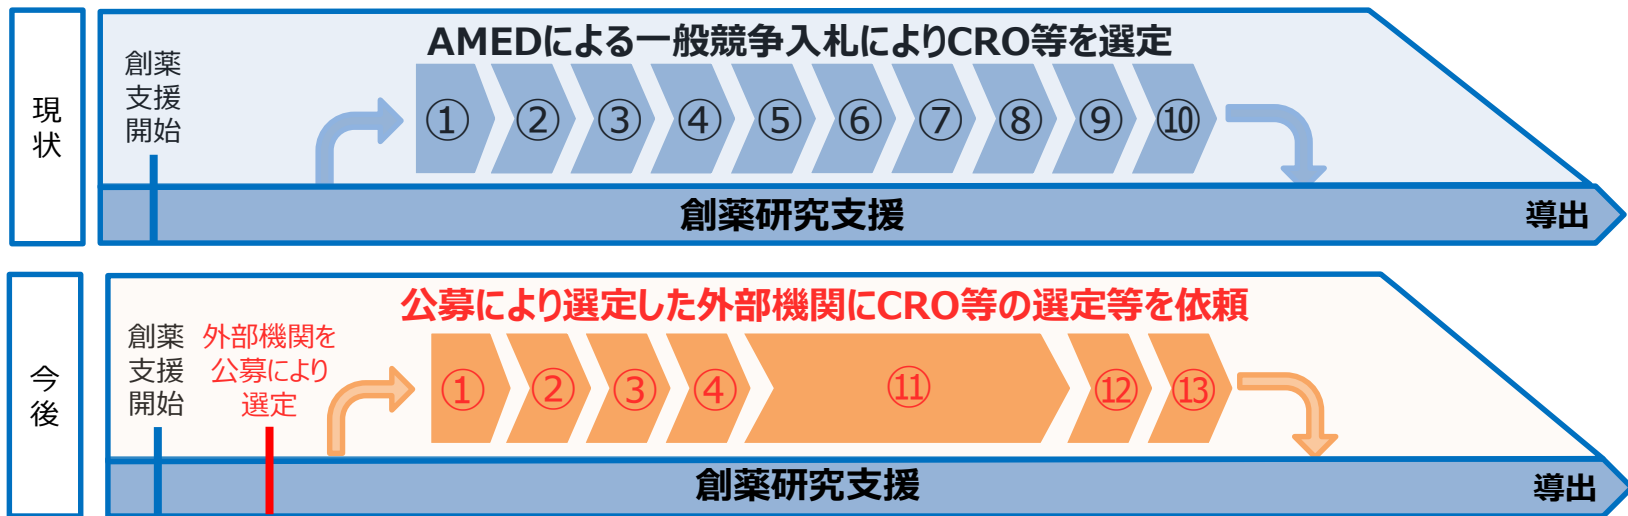 現
状
AMEDによる一般競争入札によりCRO等を選定
創薬
支援
開始
① ② ③ ④ ⑤ ⑥ ⑦ ⑧ ⑨ ⑩
創薬研究支援
導出
今
後
公募により選定した外部機関にCRO等の選定等を依頼
創薬
支援
開始
外部機関を
公募により
選定
① ② ③ ④ ⑪ ⑫ ⑬
創薬研究支援
導出